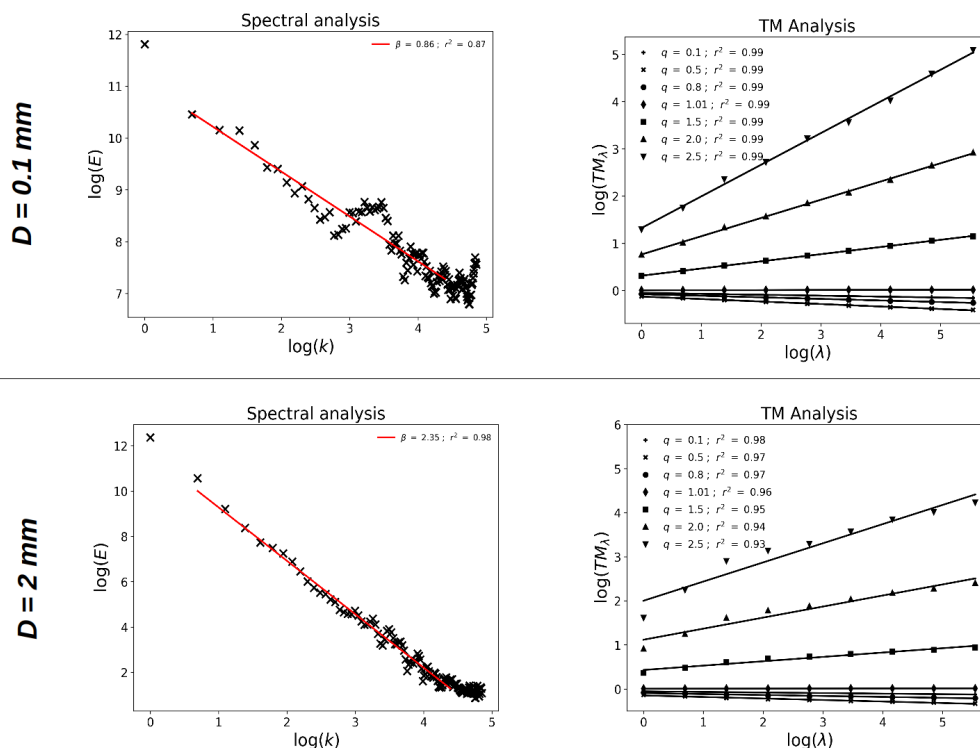 D = 0.1 mm
Spectral analysis
β = 0.86 ; r² = 0.87
12
11
10
9
8
7
log(E)
0
1
2
3
4
5
log(k)
TM Analysis
q = 0.1 ; r² = 0.99
q = 0.5 ; r² = 0.99
q = 0.8 ; r² = 0.99
q = 1.01 ; r² = 0.99
q = 1.5 ; r² = 0.99
q = 2.0 ; r² = 0.99
q = 2.5 ; r² = 0.99
5
4
3
2
1
0
log(TMλ)
0
1
2
3
4
5
log(λ)
D = 2 mm
Spectral analysis
β = 2.35 ; r² = 0.98
12
10
8
6
4
2
log(E)
0
1
2
3
4
5
log(k)
TM Analysis
q = 0.1 ; r² = 0.98
q = 0.5 ; r² = 0.97
q = 0.8 ; r² = 0.97
q = 1.01 ; r² = 0.96
q = 1.5 ; r² = 0.95
q = 2.0 ; r² = 0.94
q = 2.5 ; r² = 0.93
6
5
4
3
2
1
0
log(TMλ)
0
1
2
3
4
5
log(λ)